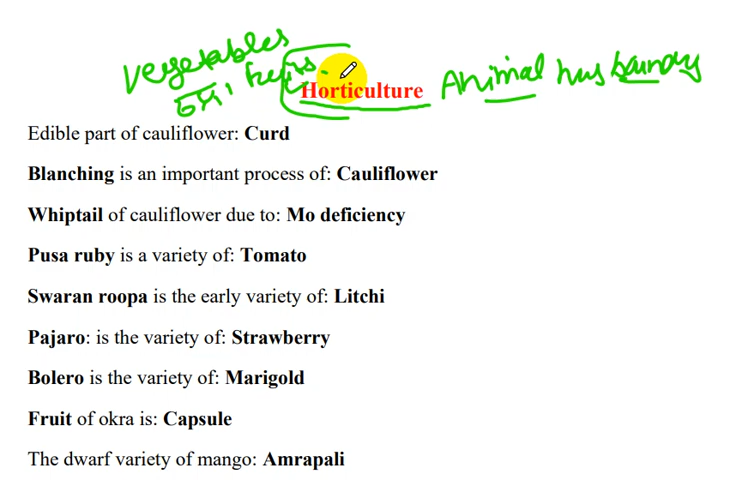 Vegetables
fruits.
Horticulture
Animal husbandry
Edible part of cauliflower: Curd
Blanching is an important process of: Cauliflower
Whiptail of cauliflower due to: Mo deficiency
Pusa ruby is a variety of: Tomato
Swaran roopa is the early variety of: Litchi
Pajaro: is the variety of: Strawberry
Bolero is the variety of: Marigold
Fruit of okra is: Capsule
The dwarf variety of mango: Amrapali